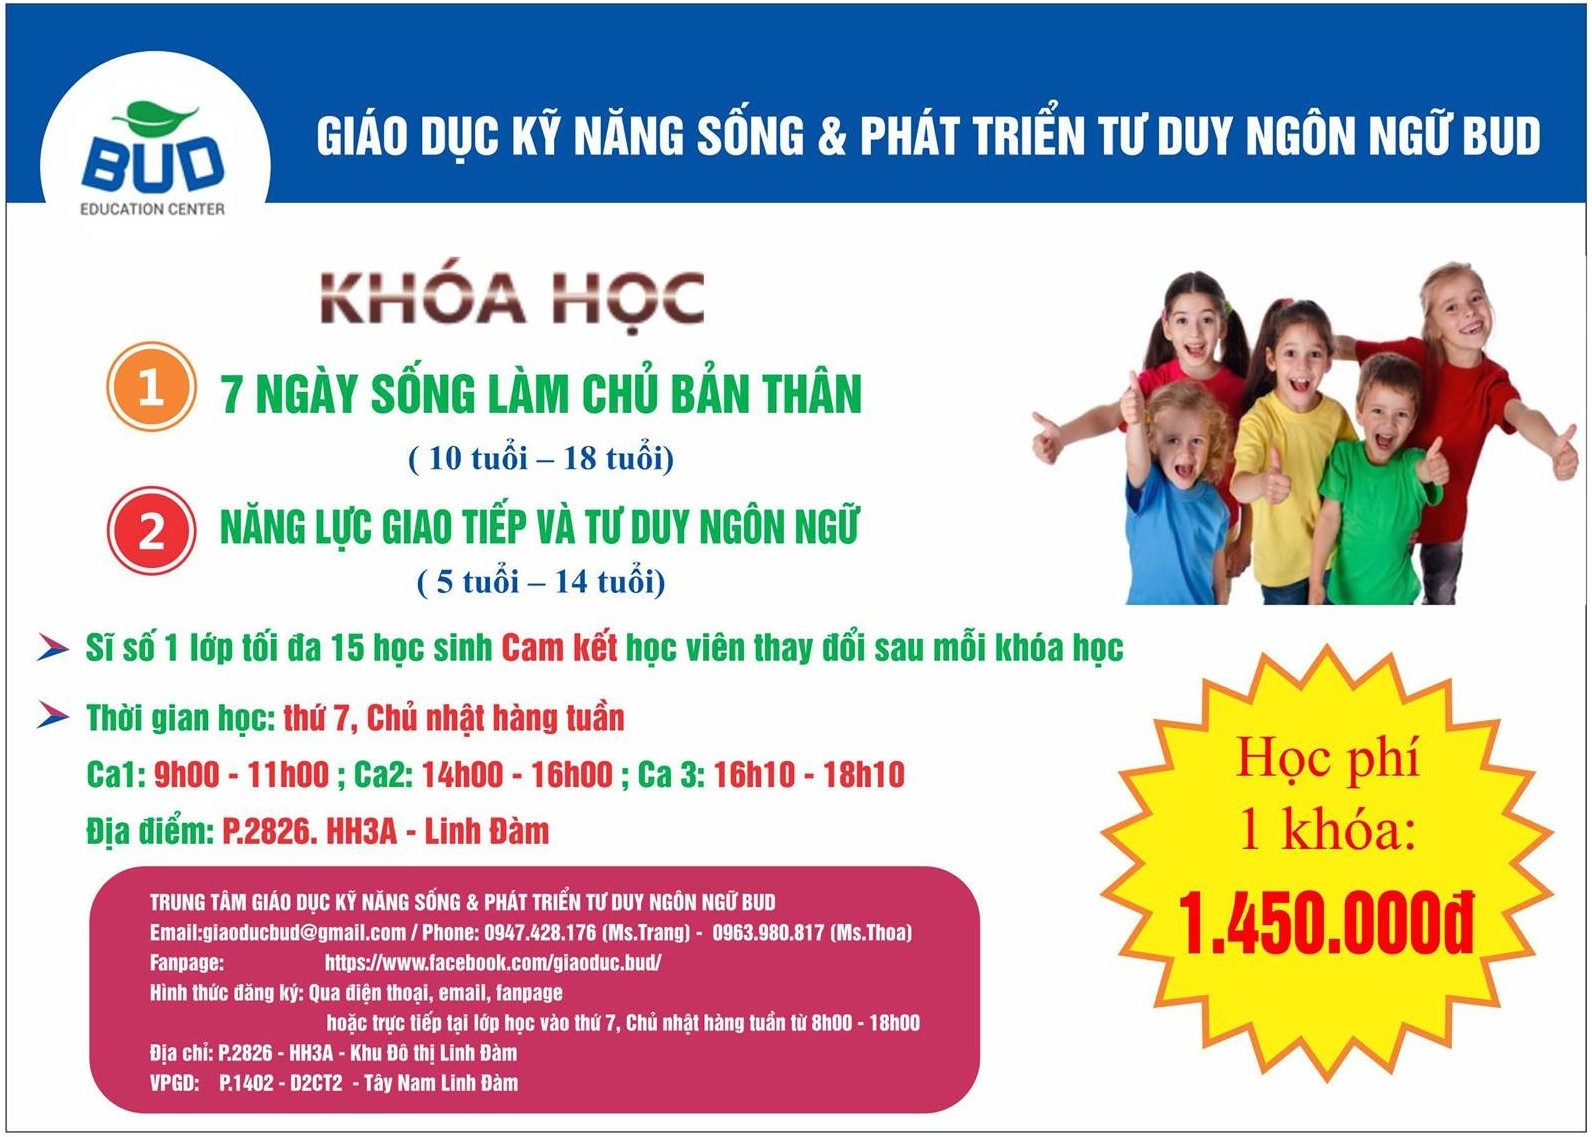 BUD
EDUCATION CENTER
GIÁO DỤC KỸ NĂNG SỐNG & PHÁT TRIỂN TƯ DUY NGÔN NGỮ BUD
KHÓA HỌC
1 7 NGÀY SỐNG LÀM CHỦ BẢN THÂN
( 10 tuổi – 18 tuổi)
2 NĂNG LỰC GIAO TIẾP VÀ TƯ DUY NGÔN NGỮ
( 5 tuổi – 14 tuổi)
Sĩ số 1 lớp tối đa 15 học sinh Cam kết học viên thay đổi sau mỗi khóa học
Thời gian học: thứ 7, Chủ nhật hàng tuần
Ca1: 9h00 - 11h00 ; Ca2: 14h00 - 16h00 ; Ca 3: 16h10 - 18h10
Địa điểm: P.2826. HH3A - Linh Đàm
Học phí
1 khóa:
1.450.000đ
TRUNG TÂM GIÁO DỤC KỸ NĂNG SỐNG & PHÁT TRIỂN TƯ DUY NGÔN NGỮ BUD
Email:giaoducbud@gmail.com / Phone: 0947.428.176 (Ms.Trang) - 0963.980.817 (Ms.Thoa)
Fanpage: https://www.facebook.com/giaoduc.bud/
Hình thức đăng ký: Qua điện thoại, email, fanpage
hoặc trực tiếp tại lớp học vào thứ 7, Chủ nhật hàng tuần từ 8h00 - 18h00
Địa chỉ: P.2826 - HH3A - Khu Đô thị Linh Đàm
VPGD: P.1402 - D2CT2 - Tây Nam Linh Đàm